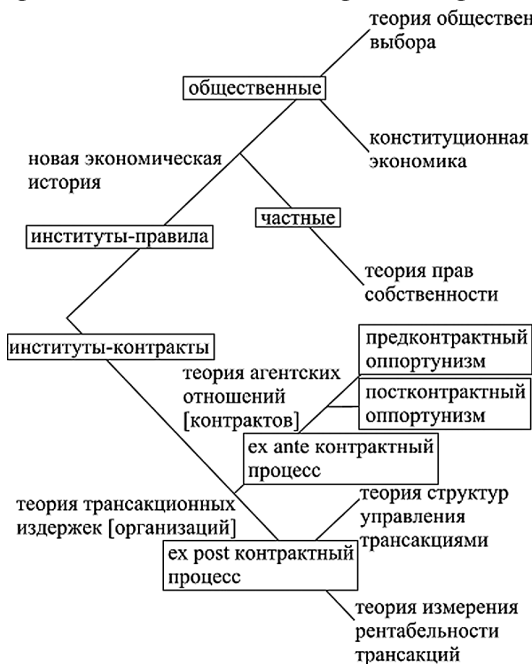 теория обществен
выбора
общественные
конституционная
экономика
новая экономическая
история
частные
институты-правила
теория прав
собственности
институты-контракты
предконтрактный
оппортунизм
теория агентских
отношений
[контрактов]
постконтрактный
оппортунизм
ex ante контрактный
процесс
теория трансакционных
издержек [организаций]
теория структур
управления
трансакциями
ex post контрактный
процесс
теория измерения
рентабельности
трансакций